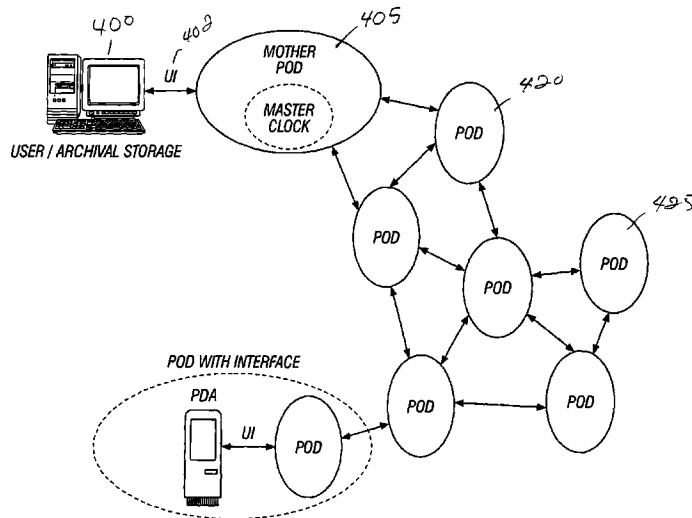 400
402
405
UI
MOTHER
POD
MASTER
CLOCK
USER / ARCHIVAL STORAGE
420
POD
POD
425
POD
POD
POD WITH INTERFACE
PDA
UI
POD
POD
POD